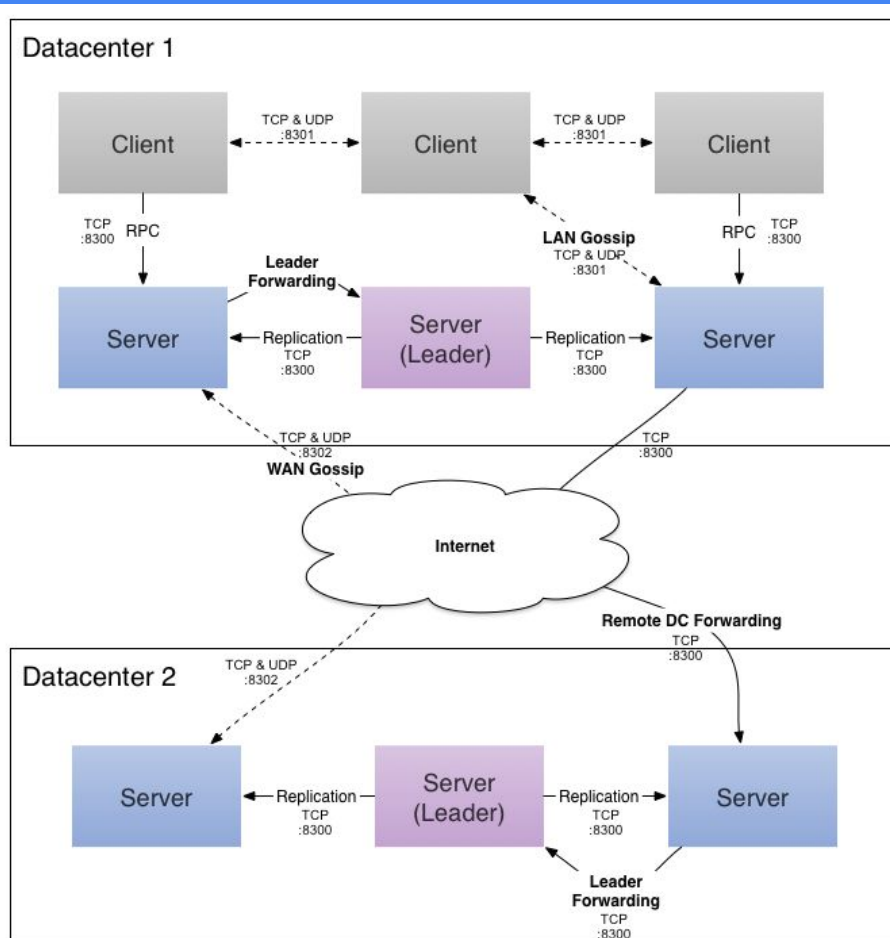 Datacenter 1
TCP & UDP
:8301
TCP & UDP
:8301
Client
Client
Client
TCP
:8300
RPC
LAN Gossip
TCP & UDP
:8301
RPC
TCP
:8300
Leader
Forwarding
Server
Replication
TCP
:8300
Server
(Leader)
Replication
TCP
:8300
Server
TCP & UDP
:8302
WAN Gossip
TCP
:8300
Internet
Remote DC Forwarding
TCP
:8300
Datacenter 2
TCP & UDP
:8302
Server
Replication
TCP
:8300
Server
(Leader)
Replication
TCP
:8300
Server
Leader
Forwarding
TCP
:8300